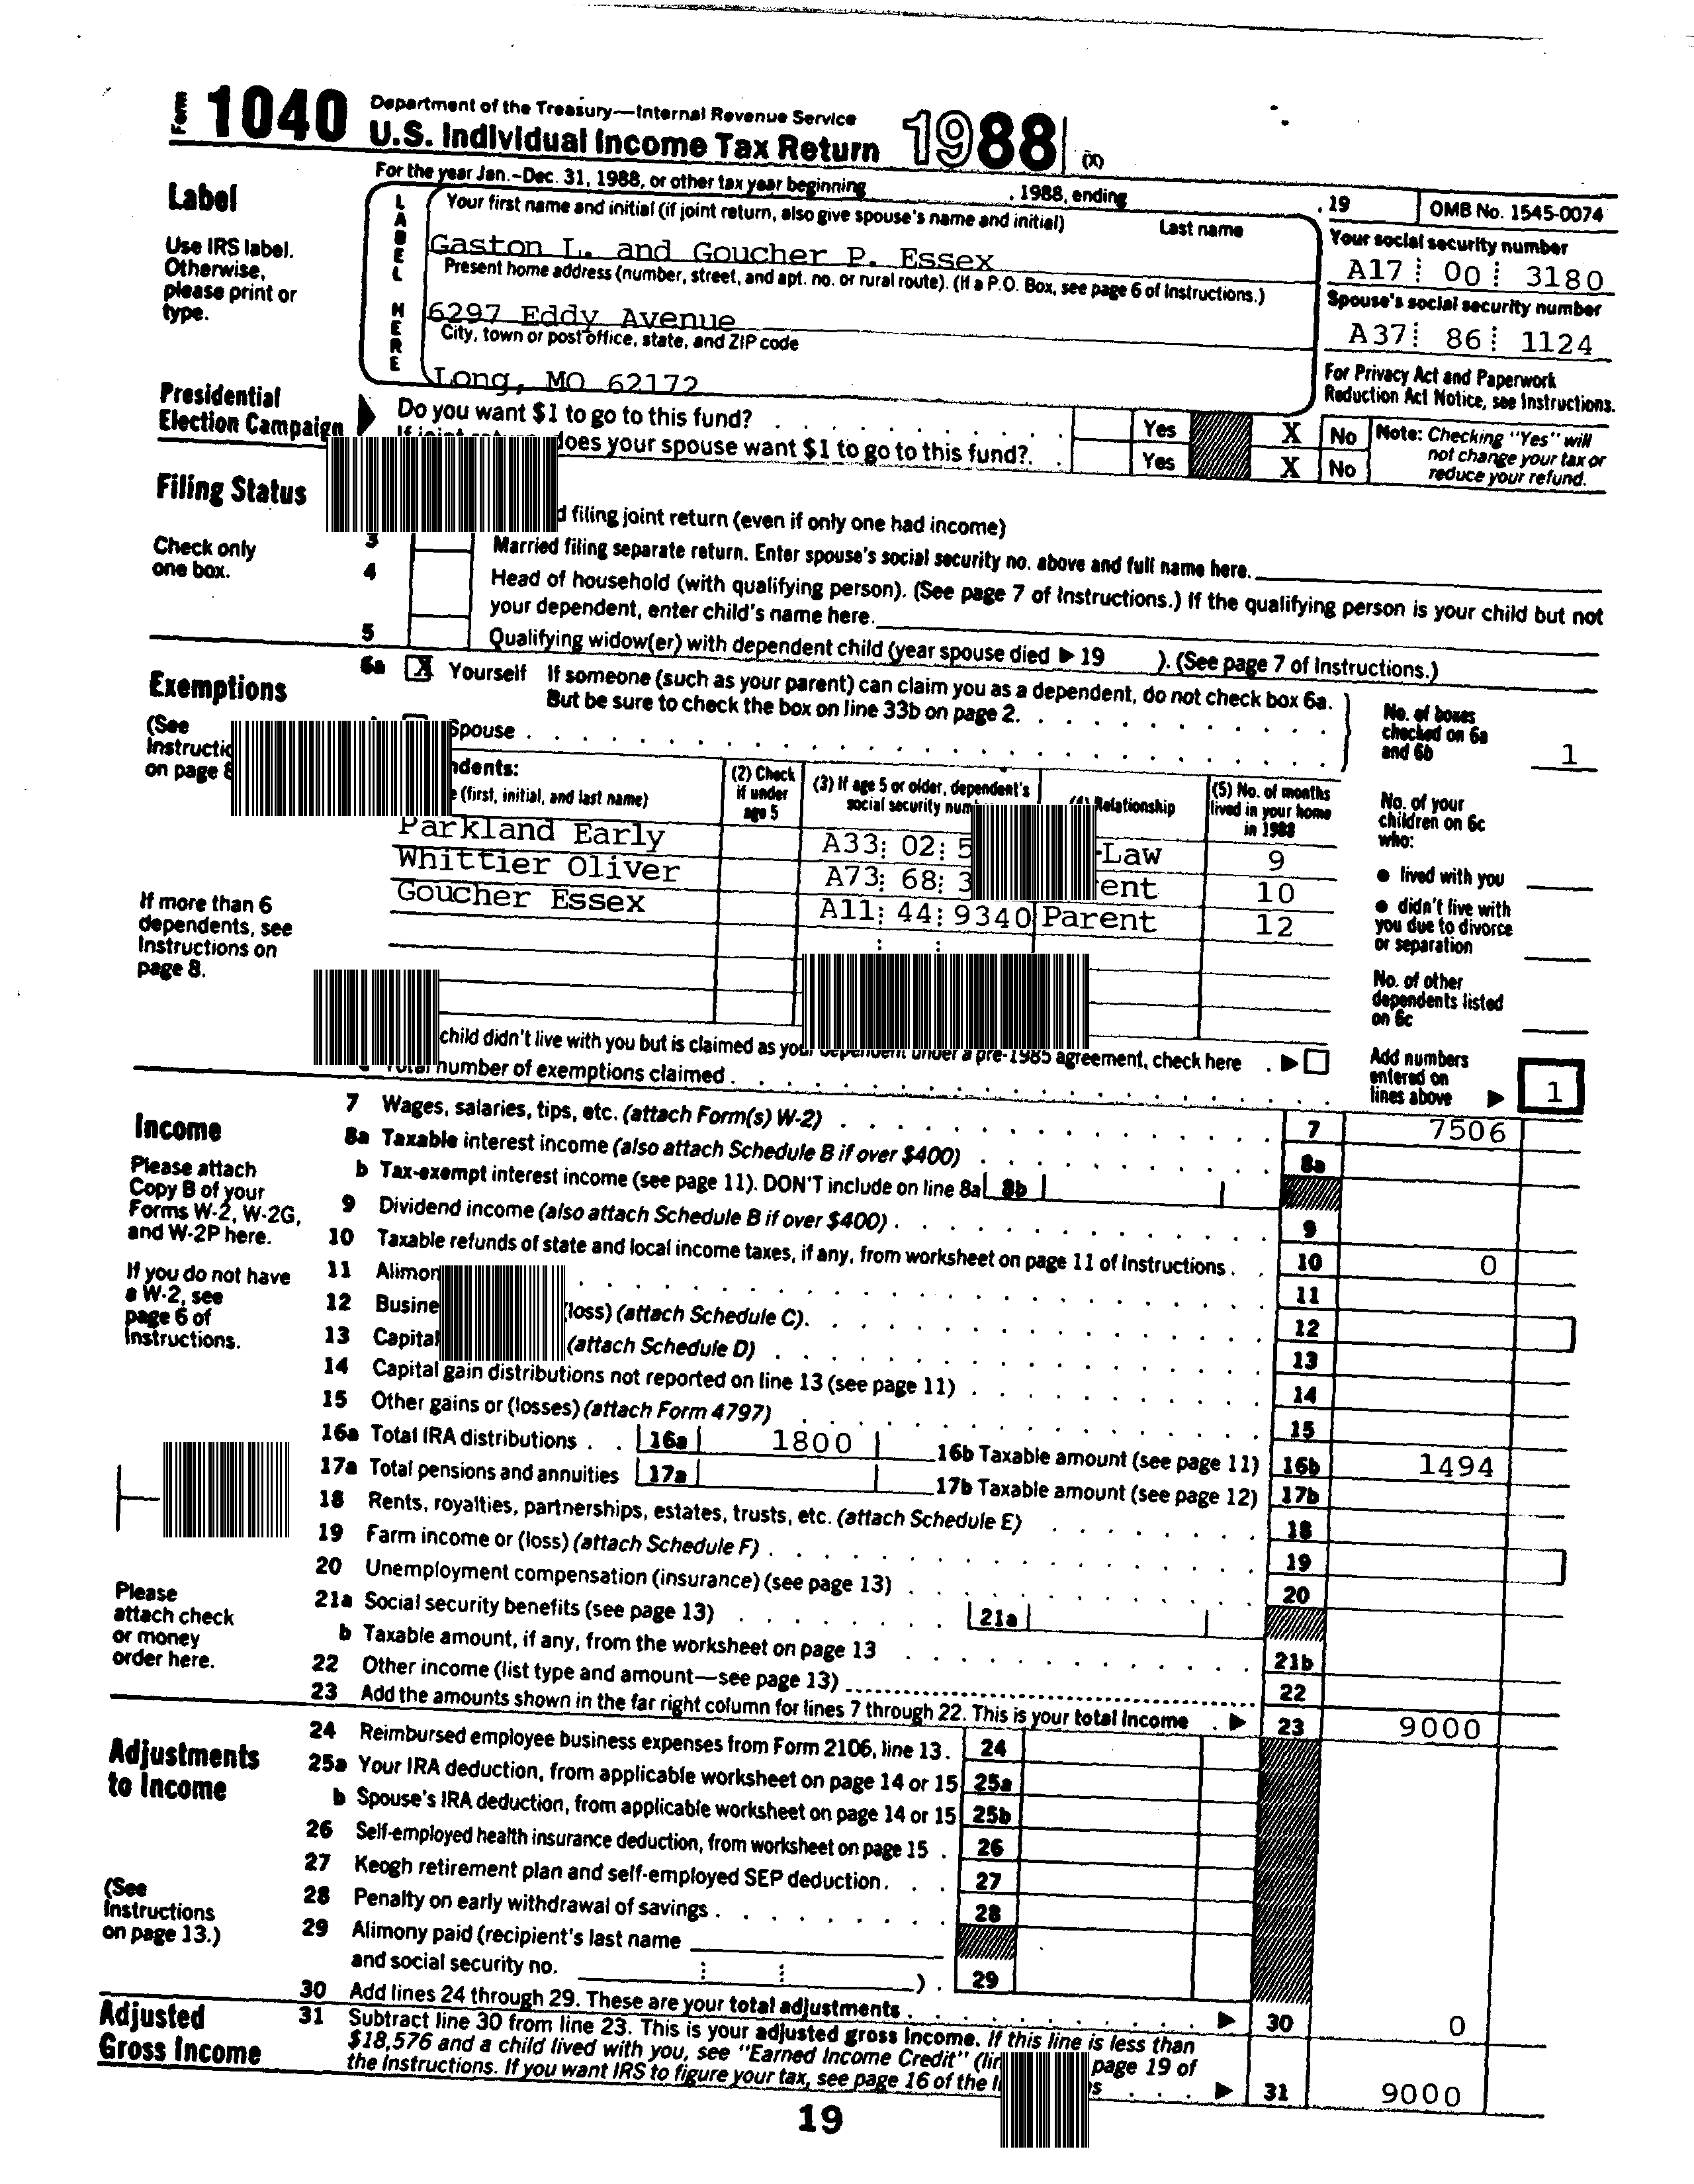 Form 1040 Department of the Treasury—Internal Revenue Service
U.S. Individual Income Tax Return 1988 (X)
For the year Jan.–Dec. 31, 1988, or other tax year beginning , 1988, ending , 19 OMB No. 1545-0074
Label
Use IRS label.
Otherwise,
please print or
type.
LABEL HERE
Your first name and initial (if joint return, also give spouse's name and initial) Last name
Gaston L. and Goucher P. Essex
Your social security number
A17 00 3180
Present home address (number, street, and apt. no. or rural route). (If a P.O. Box, see page 6 of Instructions.)
6297 Eddy Avenue
Spouse's social security number
A37 86 1124
City, town or post office, state, and ZIP code
Long, MO 62172
For Privacy Act and Paperwork
Reduction Act Notice, see Instructions.
Presidential
Election Campaign
Do you want $1 to go to this fund? Yes X No
If joint return, does your spouse want $1 to go to this fund? Yes X No
Note: Checking "Yes" will
not change your tax or
reduce your refund.
Filing Status
Check only
one box.
d filing joint return (even if only one had income)
3 Married filing separate return. Enter spouse's social security no. above and full name here.
4 Head of household (with qualifying person). (See page 7 of Instructions.) If the qualifying person is your child but not
your dependent, enter child's name here.
5 Qualifying widow(er) with dependent child (year spouse died ▶ 19 ). (See page 7 of Instructions.)
Exemptions
(See
Instructio
on page 8
6a X Yourself If someone (such as your parent) can claim you as a dependent, do not check box 6a.
But be sure to check the box on line 33b on page 2.
Spouse
No. of boxes
checked on 6a
and 6b 1
ndents:
(first, initial, and last name)
(2) Check
if under
age 5
(3) If age 5 or older, dependent's
social security num
(4) Relationship
(5) No. of months
lived in your home
in 1988
Parkland Early A33 02 5 -Law 9
Whittier Oliver A73 68 3 ent 10
Goucher Essex A11 44 9340 Parent 12
If more than 6
dependents, see
Instructions on
page 8.
No. of your
children on 6c
who:
● lived with you
● didn't live with
you due to divorce
or separation
No. of other
dependents listed
on 6c
child didn't live with you but is claimed as your dependent under a pre-1985 agreement, check here ▶
Total number of exemptions claimed
Add numbers
entered on
lines above ▶ 1
Income
Please attach
Copy B of your
Forms W-2, W-2G,
and W-2P here.
If you do not have
a W-2, see
page 6 of
Instructions.
Please
attach check
or money
order here.
7 Wages, salaries, tips, etc. (attach Form(s) W-2) 7 7506
8a Taxable interest income (also attach Schedule B if over $400) 8a
b Tax-exempt interest income (see page 11). DON'T include on line 8a 8b
9 Dividend income (also attach Schedule B if over $400) 9
10 Taxable refunds of state and local income taxes, if any, from worksheet on page 11 of Instructions 10 0
11 Alimon 11
12 Busine (loss) (attach Schedule C) 12
13 Capital (attach Schedule D) 13
14 Capital gain distributions not reported on line 13 (see page 11) 14
15 Other gains or (losses) (attach Form 4797) 15
16a Total IRA distributions 16a 1800 16b Taxable amount (see page 11) 16b 1494
17a Total pensions and annuities 17a 17b Taxable amount (see page 12) 17b
18 Rents, royalties, partnerships, estates, trusts, etc. (attach Schedule E) 18
19 Farm income or (loss) (attach Schedule F) 19
20 Unemployment compensation (insurance) (see page 13) 20
21a Social security benefits (see page 13) 21a
b Taxable amount, if any, from the worksheet on page 13 21b
22 Other income (list type and amount—see page 13) 22
23 Add the amounts shown in the far right column for lines 7 through 22. This is your total income ▶ 23 9000
Adjustments
to Income
(See
Instructions
on page 13.)
24 Reimbursed employee business expenses from Form 2106, line 13 24
25a Your IRA deduction, from applicable worksheet on page 14 or 15 25a
b Spouse's IRA deduction, from applicable worksheet on page 14 or 15 25b
26 Self-employed health insurance deduction, from worksheet on page 15 26
27 Keogh retirement plan and self-employed SEP deduction 27
28 Penalty on early withdrawal of savings 28
29 Alimony paid (recipient's last name
and social security no. ) 29
30 Add lines 24 through 29. These are your total adjustments ▶ 30 0
Adjusted
Gross Income
31 Subtract line 30 from line 23. This is your adjusted gross income. If this line is less than
$18,576 and a child lived with you, see "Earned Income Credit" (lin page 19 of
the Instructions. If you want IRS to figure your tax, see page 16 of the I s ▶ 31 9000
19